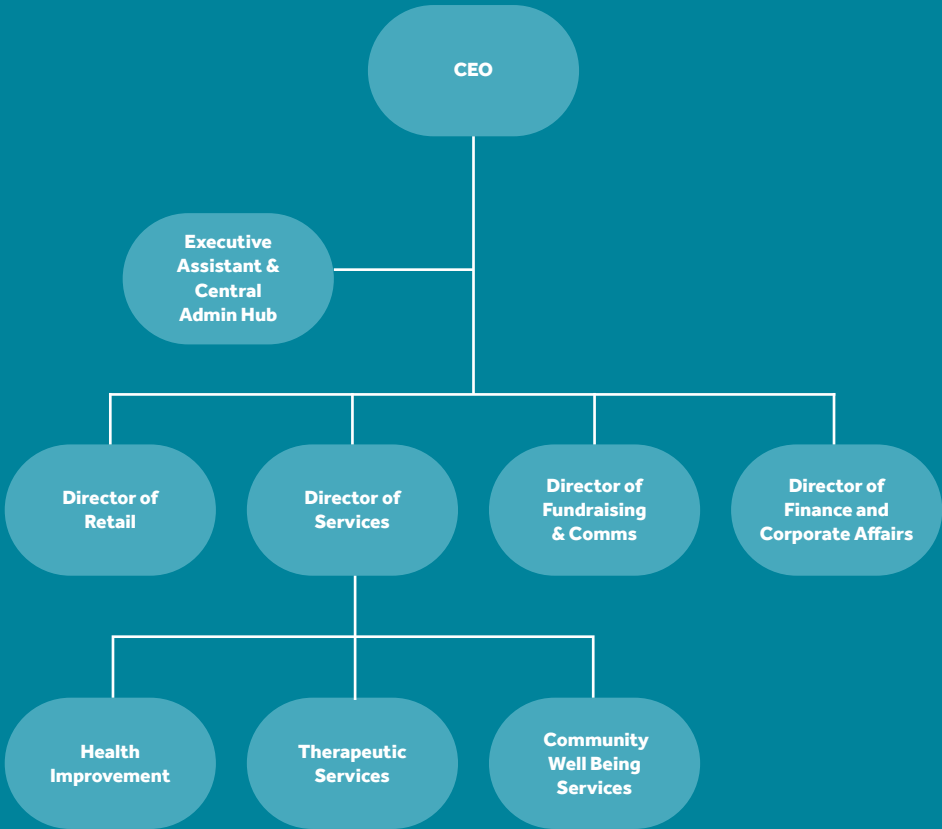 CEO
Executive
Assistant &
Central
Admin Hub
Director of
Retail
Director of
Services
Director of
Fundraising
& Comms
Director of
Finance and
Corporate Affairs
Health
Improvement
Therapeutic
Services
Community
Well Being
Services